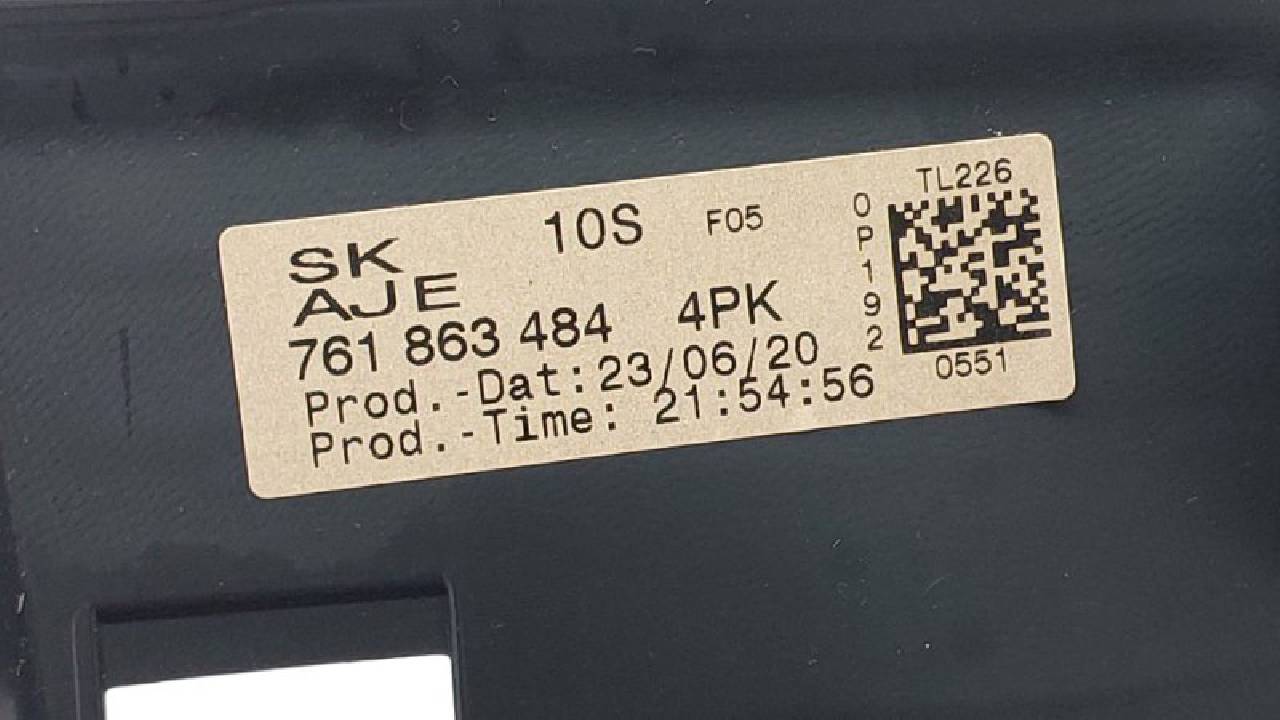 TL226
SK 10S F05
AJE
761 863 484 4PK
0P192
Prod.-Dat:23/06/20
Prod.-Time: 21:54:56
0551